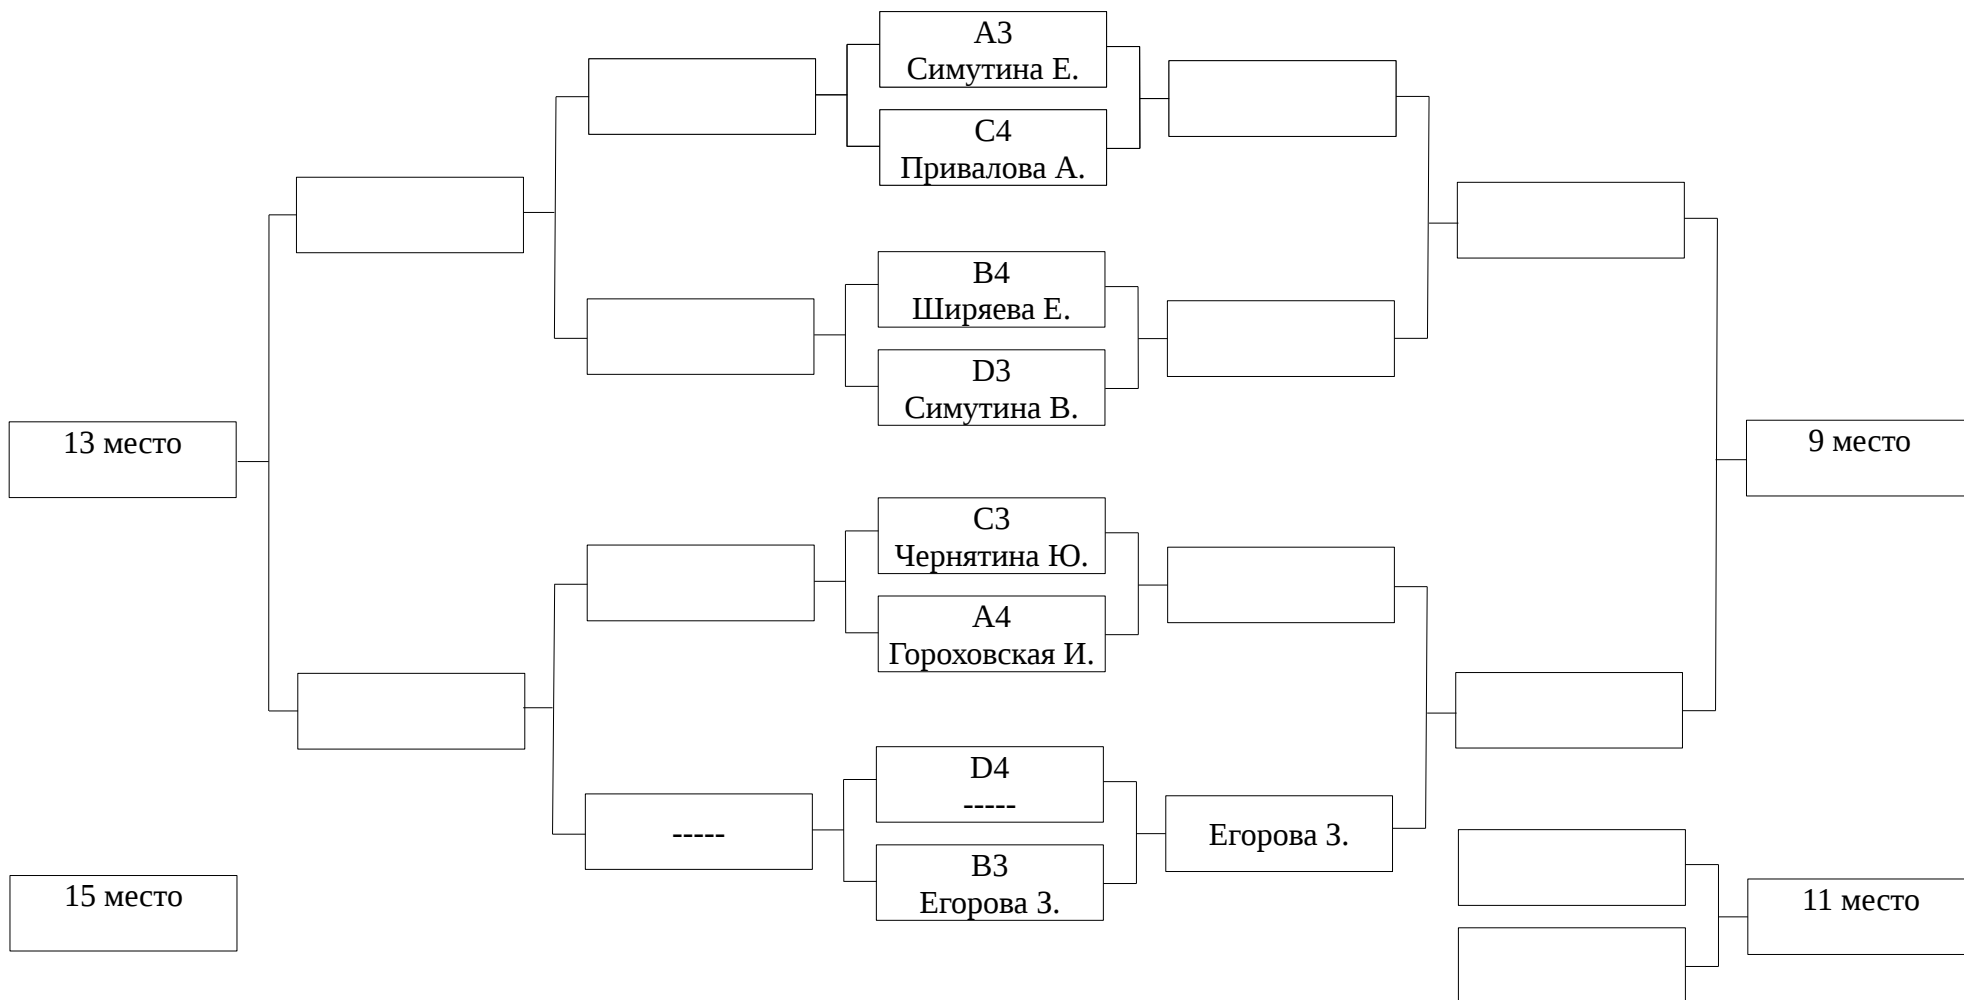 A3
Симутина Е.
C4
Привалова А.
B4
Ширяева Е.
D3
Симутина В.
13 место
9 место
C3
Чернятина Ю.
A4
Гороховская И.
D4
-----
-----
Егорова З.
B3
Егорова З.
15 место
11 место